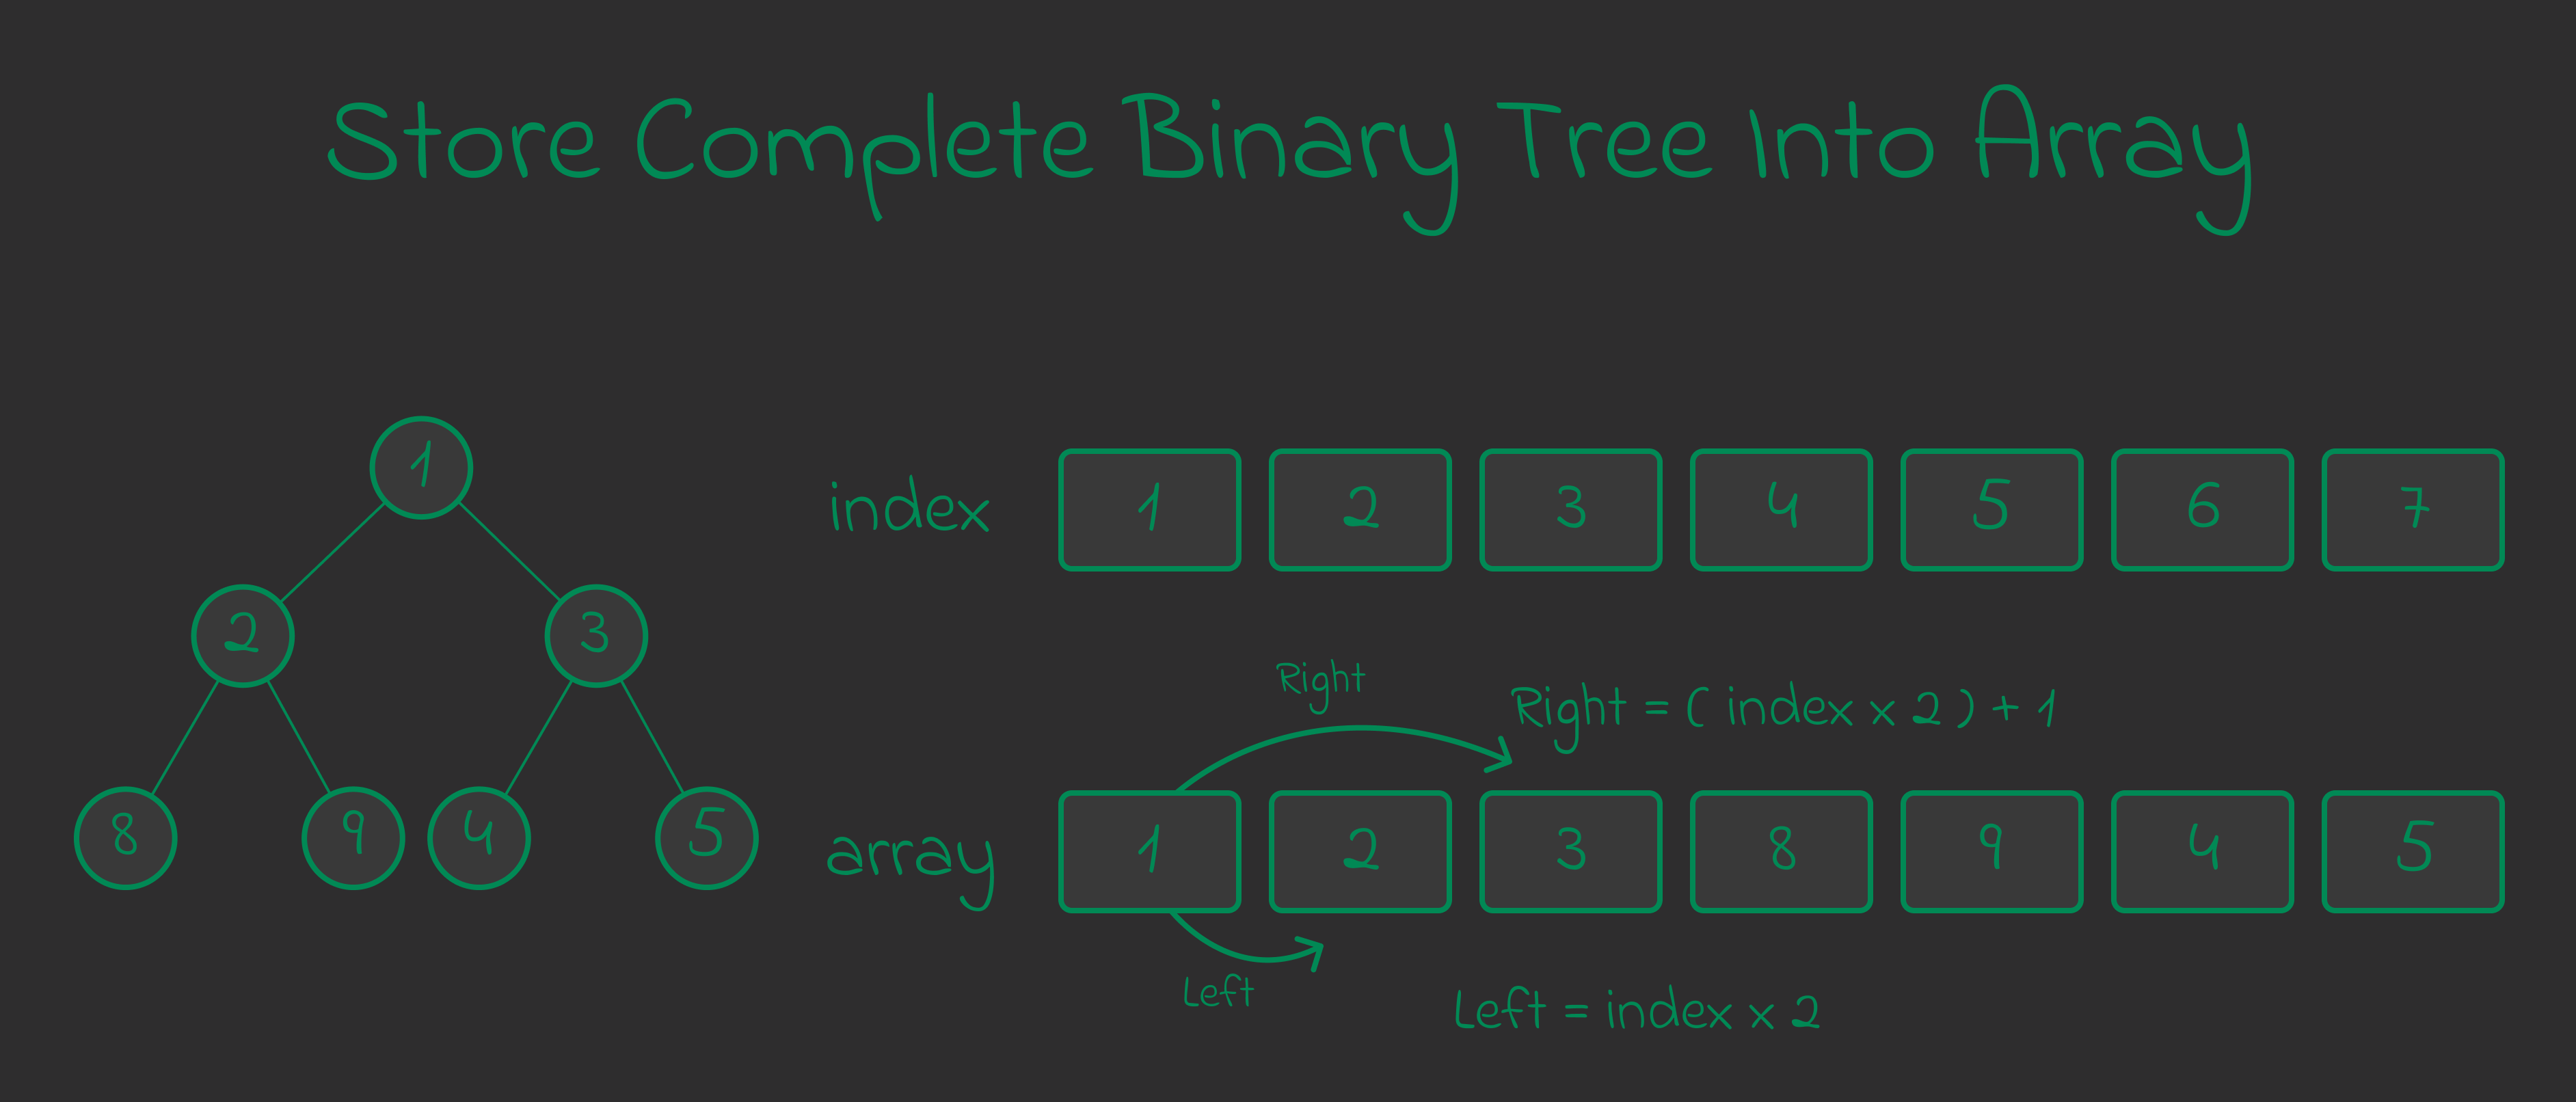 Store Complete Binary Tree Into Array
1
2 3
8 9 4 5
index 1 2 3 4 5 6 7
Right
Right = ( index x 2 ) + 1
array 1 2 3 8 9 4 5
Left
Left = index x 2